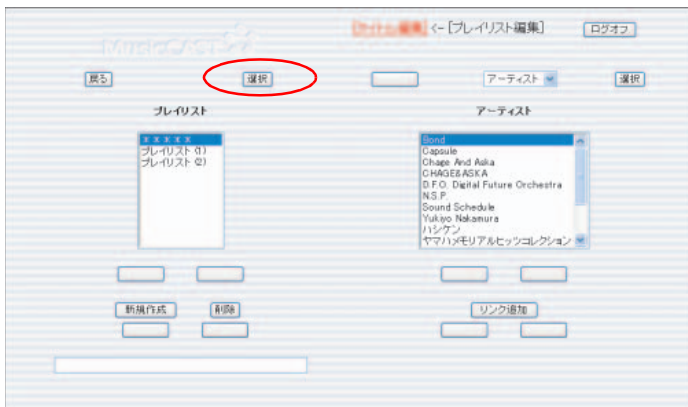 [タイトル編集] <- [プレイリスト編集] ログオフ
MusicCAST
戻る 選択 アーティスト 選択
プレイリスト アーティスト
x x x x x
プレイリスト (1)
プレイリスト (2)
Bond
Capsule
Chage And Aska
CHAGE&ASKA
D.F.O. Digital Future Orchestra
N.S.P.
Sound Schedule
Yukiyo Nakamura
ハシケン
ヤマハメモリアルヒッツコレクション
新規作成 削除 リンク追加